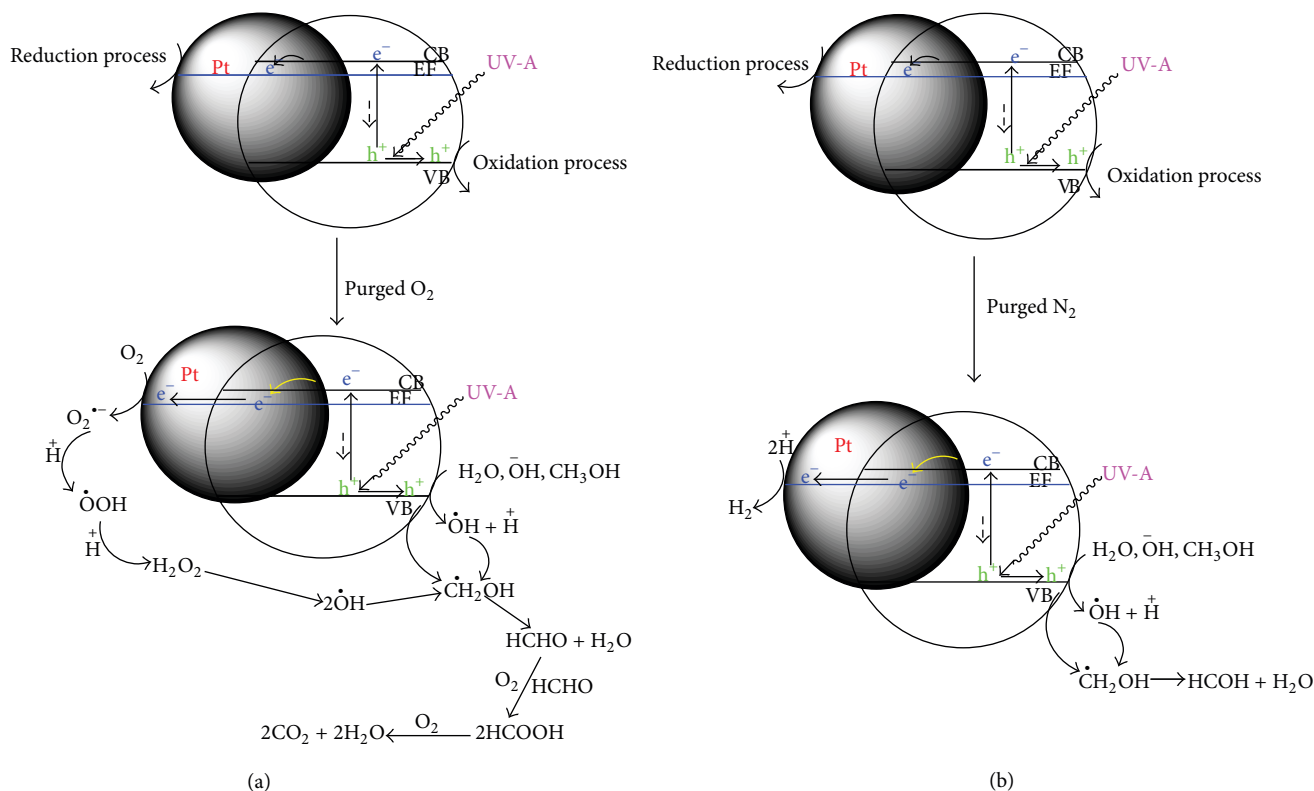 Reduction process
Pt
e
e⁻
CB
EF
UV-A
h⁺
h⁺
VB
Oxidation process
Purged O₂
O₂
Pt
e⁻
e⁻
e⁻
CB
EF
UV-A
O₂•⁻
H⁺
•OOH
H⁺
H₂O₂
2•OH
h⁺
h⁺
VB
H₂O, ⁻OH, CH₃OH
•OH + H⁺
•CH₂OH
HCHO + H₂O
O₂
HCHO
2CO₂ + 2H₂O
O₂
2HCOOH
(a)
Reduction process
Pt
e
e⁻
CB
EF
UV-A
h⁺
h⁺
VB
Oxidation process
Purged N₂
2H⁺
Pt
e⁻
e⁻
e⁻
CB
EF
UV-A
H₂
h⁺
h⁺
VB
H₂O, ⁻OH, CH₃OH
•OH + H⁺
•CH₂OH
HCOH + H₂O
(b)